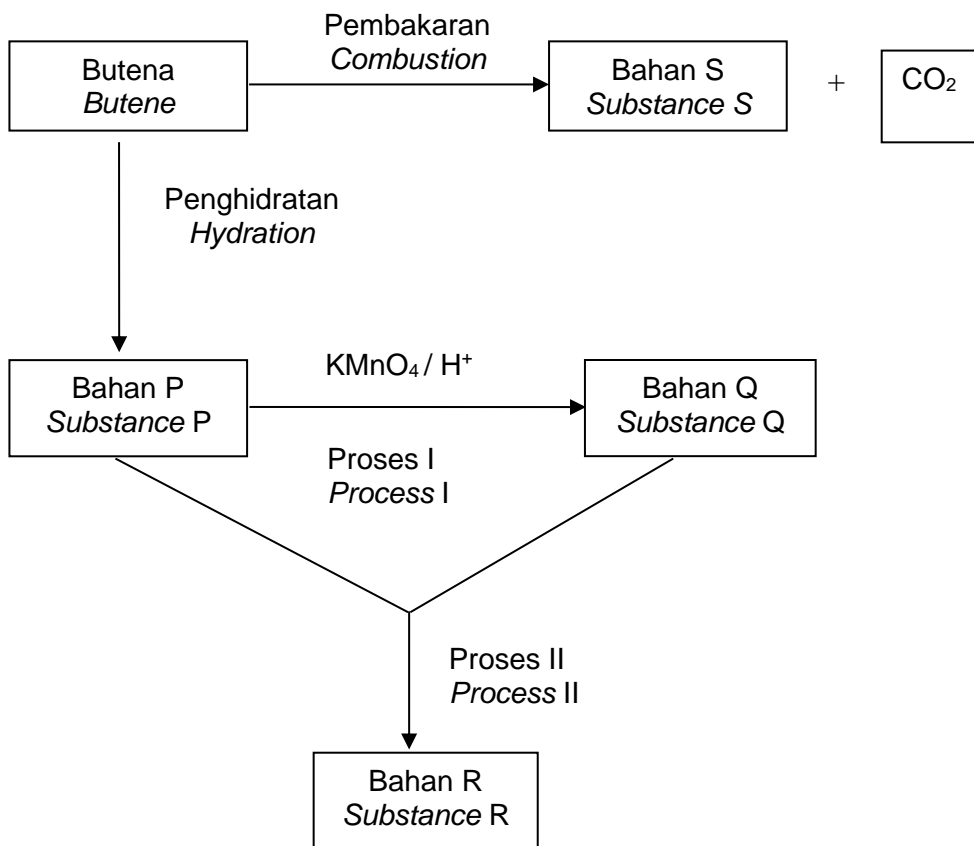 Pembakaran
Combustion
Butena
Butene
Bahan S
Substance S
+
CO₂
Penghidratan
Hydration
KMnO₄ / H⁺
Bahan P
Substance P
Bahan Q
Substance Q
Proses I
Process I
Proses II
Process II
Bahan R
Substance R